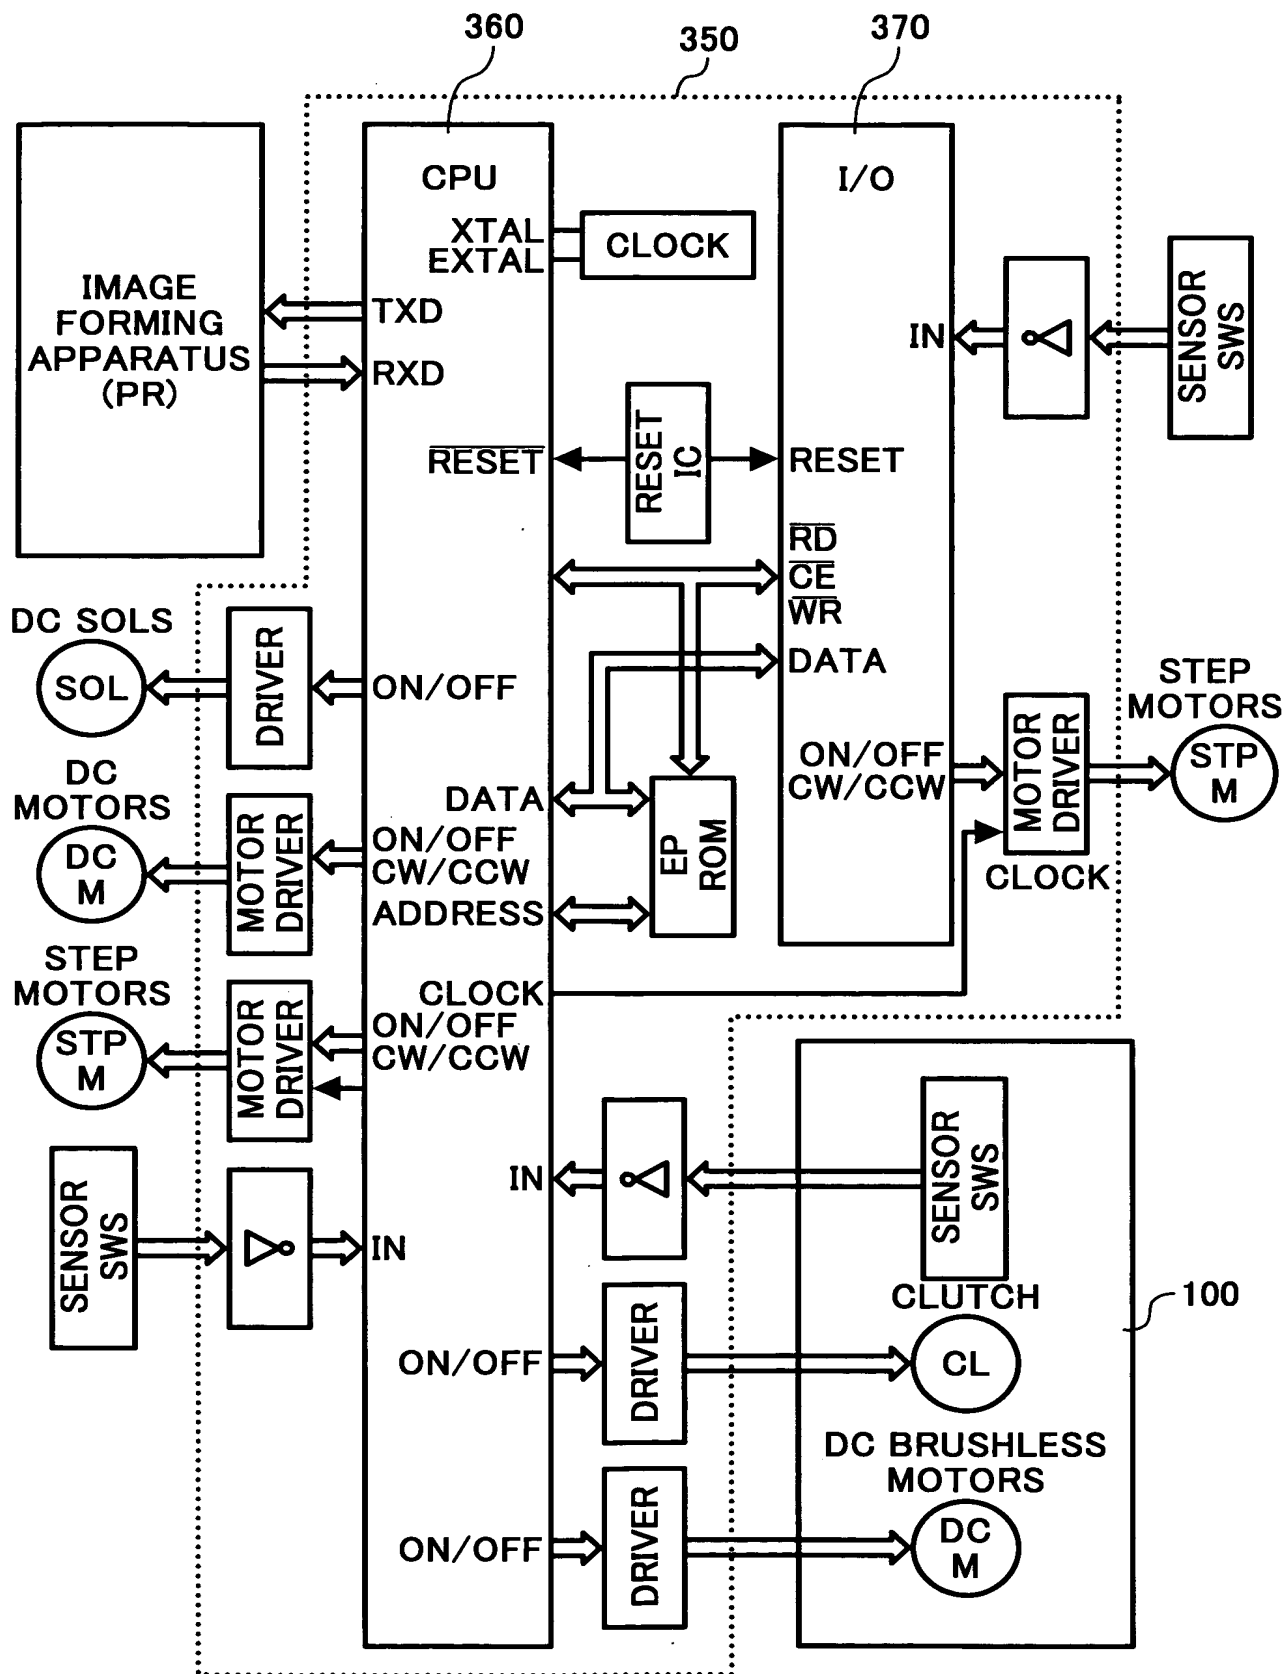 360
350
370
CPU
I/O
XTAL
EXTAL
CLOCK
IMAGE
FORMING
APPARATUS
(PR)
TXD
RXD
IN
SENSOR
SWS
RESET
RESET
IC
RESET
RD
CE
WR
DATA
DC SOLS
SOL
DRIVER
ON/OFF
STEP
MOTORS
STP
M
MOTOR
DRIVER
ON/OFF
CW/CCW
CLOCK
DC
MOTORS
DC
M
MOTOR
DRIVER
DATA
ON/OFF
CW/CCW
ADDRESS
EP
ROM
STEP
MOTORS
STP
M
MOTOR
DRIVER
CLOCK
ON/OFF
CW/CCW
SENSOR
SWS
IN
IN
SENSOR
SWS
CLUTCH
CL
100
ON/OFF
DRIVER
DC BRUSHLESS
MOTORS
DC
M
ON/OFF
DRIVER